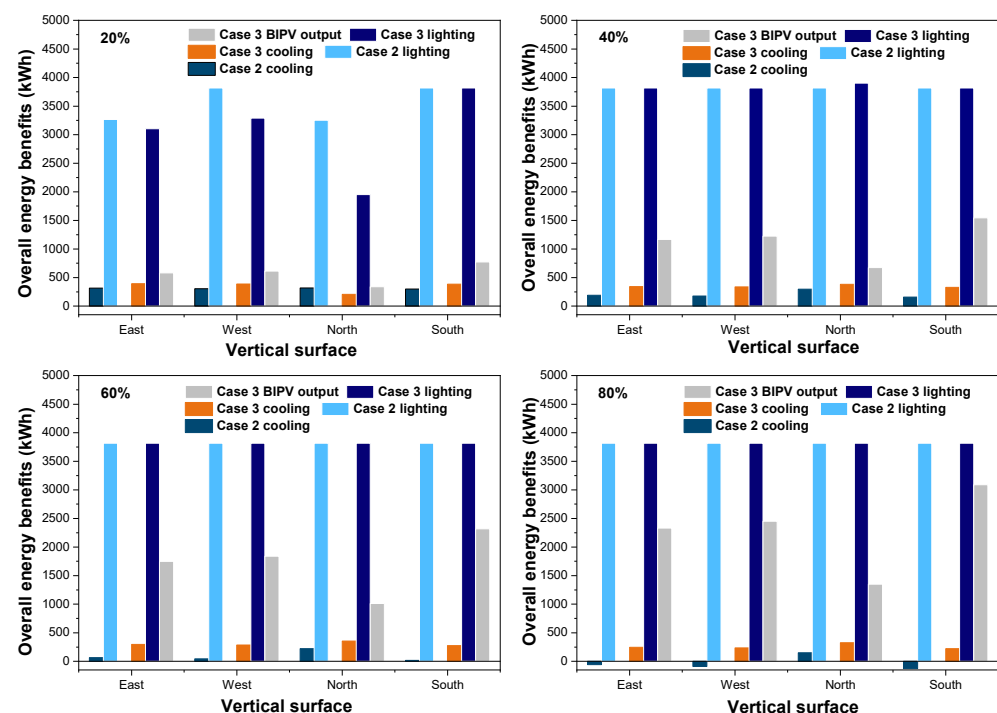 20%
Case 3 BIPV output Case 3 lighting
Case 3 cooling Case 2 lighting
Case 2 cooling
Overall energy benefits (kWh)
5000
4500
4000
3500
3000
2500
2000
1500
1000
500
0
East West North South
Vertical surface
40%
Case 3 BIPV output Case 3 lighting
Case 3 cooling Case 2 lighting
Case 2 cooling
Overall energy benefits (kWh)
5000
4500
4000
3500
3000
2500
2000
1500
1000
500
0
East West North South
Vertical surface
60%
Case 3 BIPV output Case 3 lighting
Case 3 cooling Case 2 lighting
Case 2 cooling
Overall energy benefits (kWh)
5000
4500
4000
3500
3000
2500
2000
1500
1000
500
0
East West North South
Vertical surface
80%
Case 3 BIPV output Case 3 lighting
Case 3 cooling Case 2 lighting
Case 2 cooling
Overall energy benefits (kWh)
5000
4500
4000
3500
3000
2500
2000
1500
1000
500
0
East West North South
Vertical surface